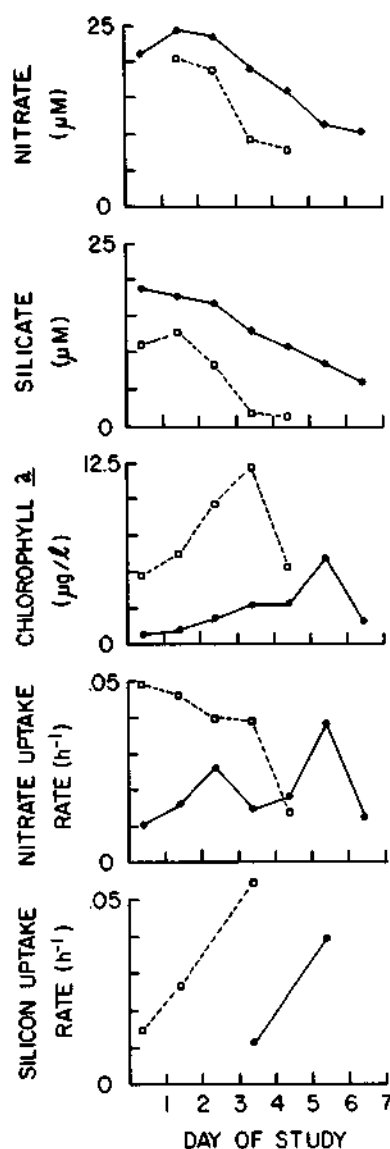 NITRATE
(µM)
25
0
SILICATE
(µM)
25
0
CHLOROPHYLL a
(µg/ℓ)
12.5
0
NITRATE UPTAKE
RATE (h⁻¹)
.05
0
SILICON UPTAKE
RATE (h⁻¹)
.05
0
1 2 3 4 5 6 7
DAY OF STUDY